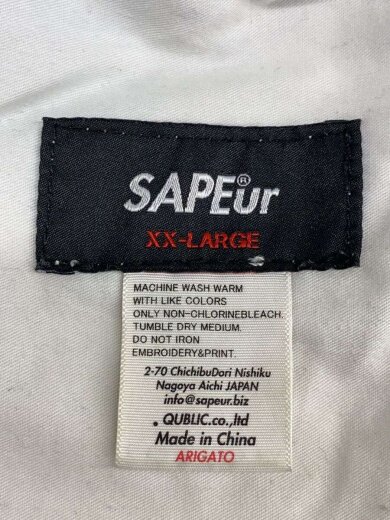 SAPEur®
XX-LARGE
MACHINE WASH WARM
WITH LIKE COLORS
ONLY NON-CHLORINEBLEACH.
TUMBLE DRY MEDIUM.
DO NOT IRON
EMBROIDERY&PRINT.
2-70 ChichibuDori Nishiku
Nagoya Aichi JAPAN
info@sapeur.biz
. QUBLIC.co.,ltd
Made in China
ARIGATO